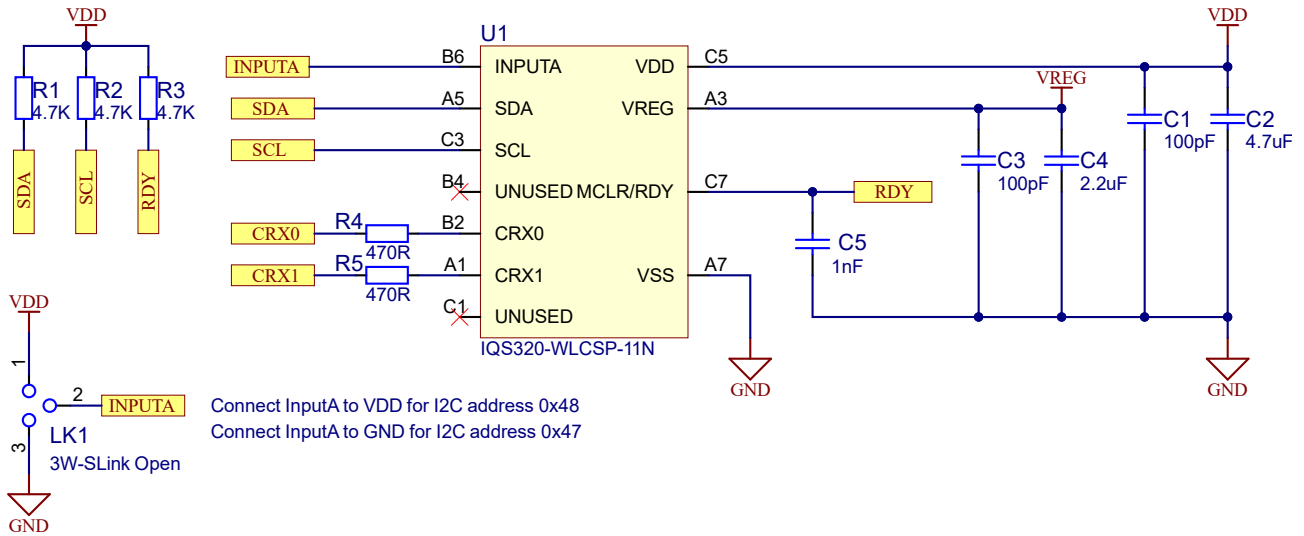 VDD
R1
4.7K
R2
4.7K
R3
4.7K
SDA
SCL
RDY
INPUTA
SDA
SCL
CRX0
CRX1
R4
470R
R5
470R
U1
B6
A5
C3
B4
B2
A1
C1
INPUTA
SDA
SCL
UNUSED
CRX0
CRX1
UNUSED
VDD
VREG
MCLR/RDY
VSS
C5
A3
C7
A7
IQS320-WLCSP-11N
GND
RDY
C5
1nF
VREG
C3
100pF
C4
2.2uF
VDD
C1
100pF
C2
4.7uF
GND
VDD
1
2
3
INPUTA
LK1
3W-SLink Open
GND
Connect InputA to VDD for I2C address 0x48
Connect InputA to GND for I2C address 0x47